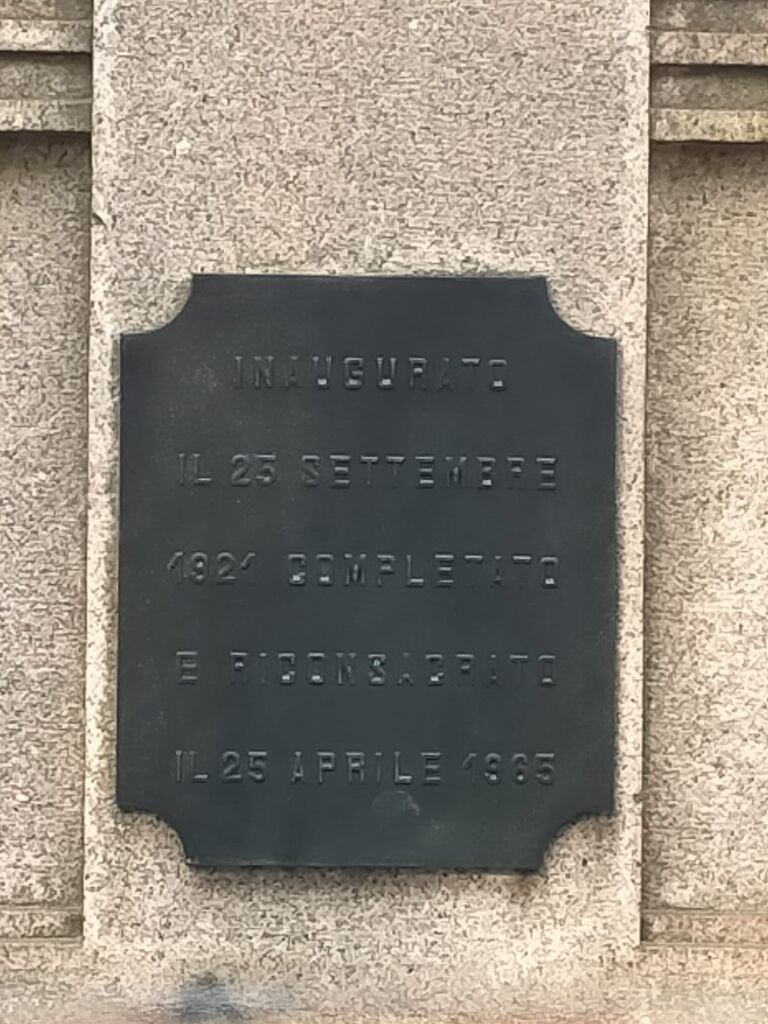 INAUGURATO
IL 25 SETTEMBRE
1921 COMPLETATO
E RICONSACRATO
IL 25 APRILE 1965